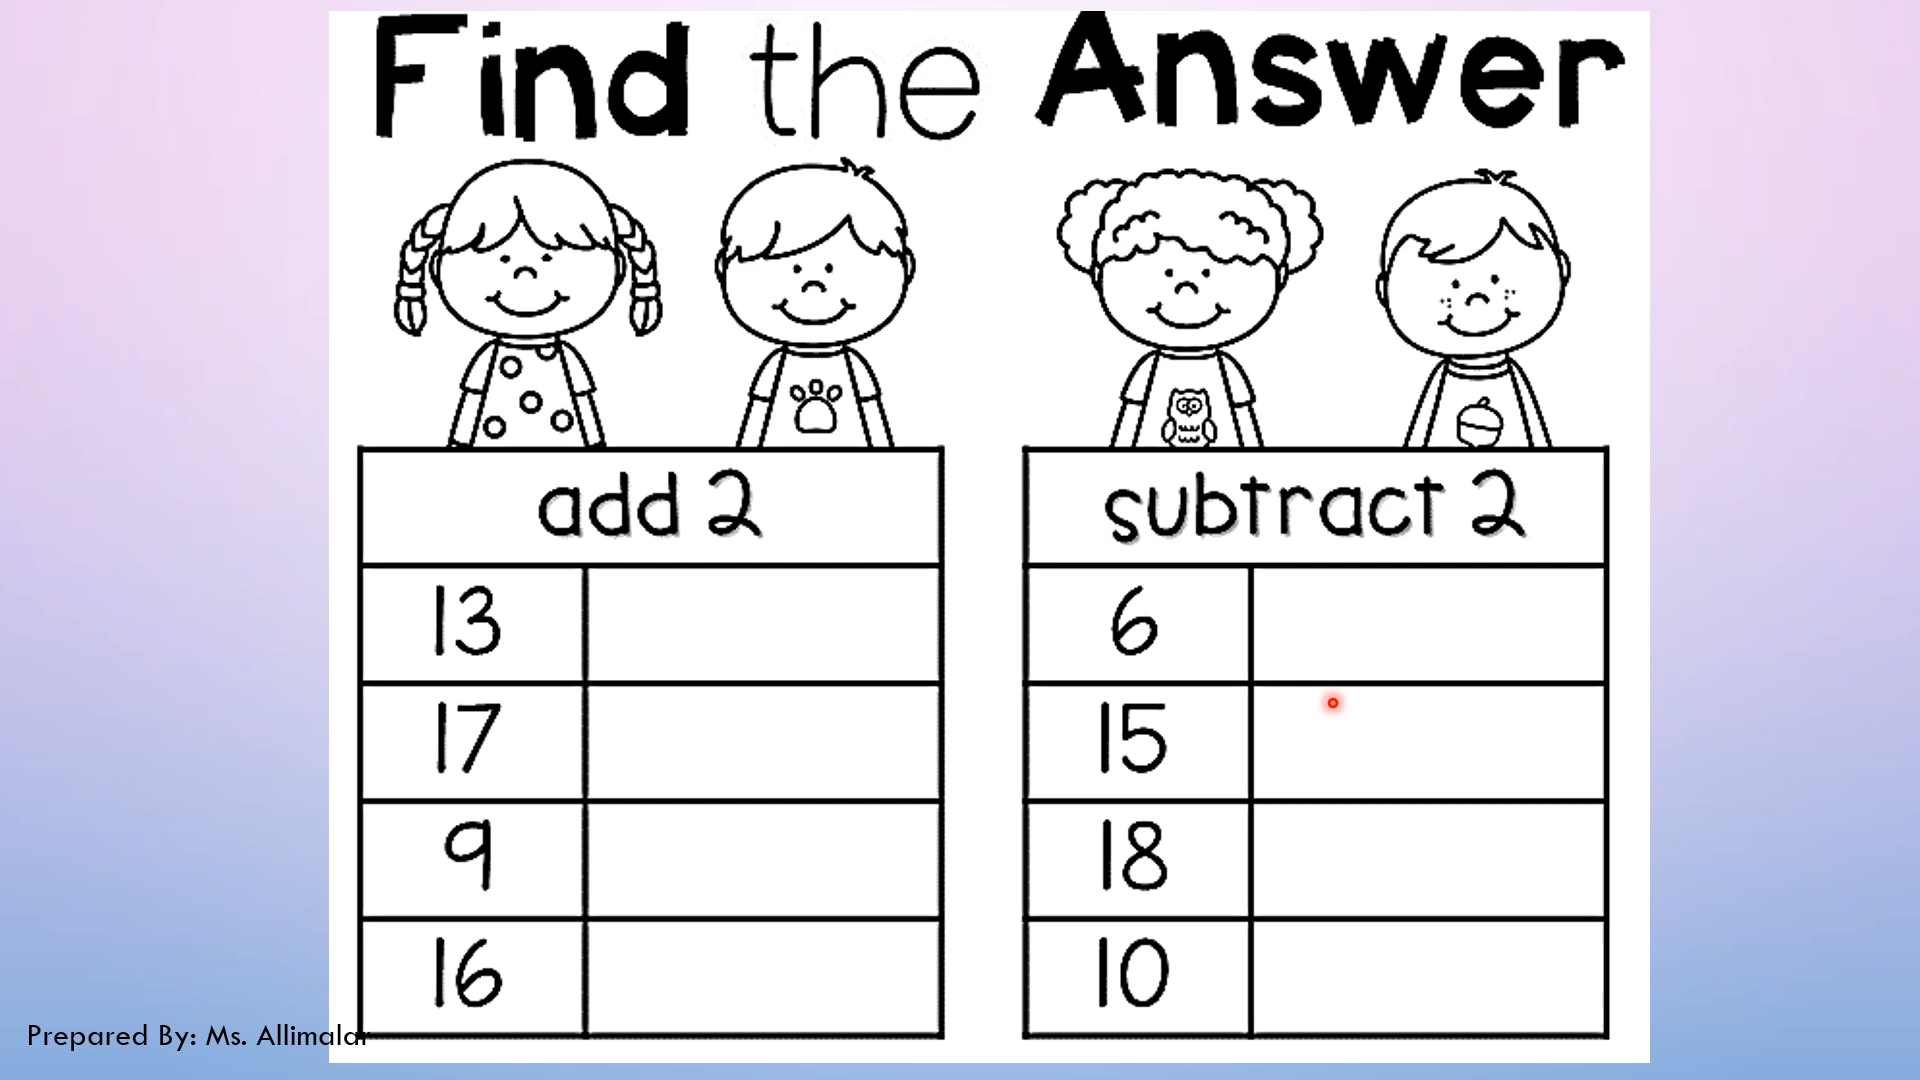 Find the Answer
add 2
13
17
9
16
subtract 2
6
15
18
10
Prepared By: Ms. Allimalar